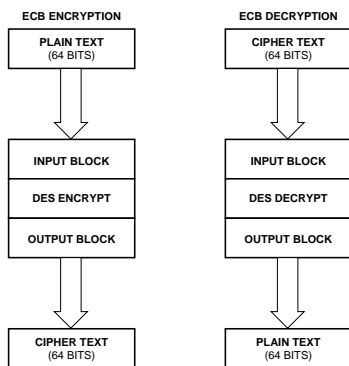 ECB ENCRYPTION
PLAIN TEXT
(64 BITS)
INPUT BLOCK
DES ENCRYPT
OUTPUT BLOCK
CIPHER TEXT
(64 BITS)
ECB DECRYPTION
CIPHER TEXT
(64 BITS)
INPUT BLOCK
DES DECRYPT
OUTPUT BLOCK
PLAIN TEXT
(64 BITS)